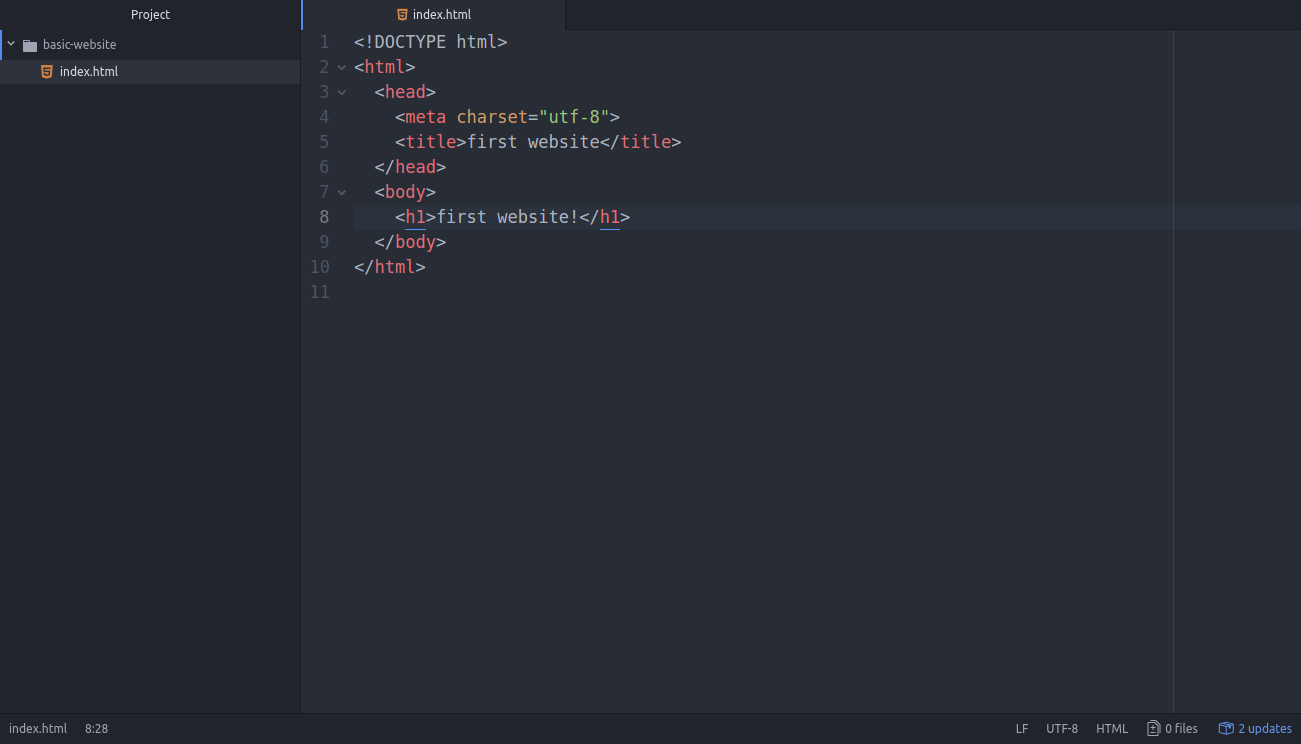 Project
basic-website
index.html
index.html
1 <!DOCTYPE html>
2 <html>
3   <head>
4     <meta charset="utf-8">
5     <title>first website</title>
6   </head>
7   <body>
8     <h1>first website!</h1>
9   </body>
10 </html>
11
index.html 8:28 LF UTF-8 HTML 0 files 2 updates